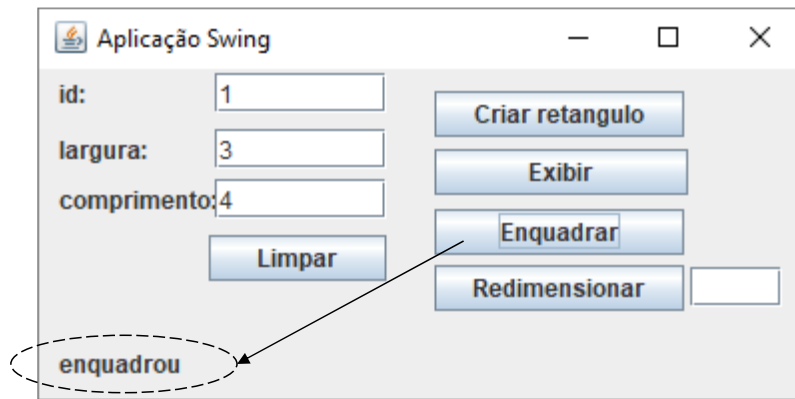 Aplicação Swing
id: 1
Criar retangulo
largura: 3
Exibir
comprimento: 4
Enquadrar
Limpar
Redimensionar
enquadrou